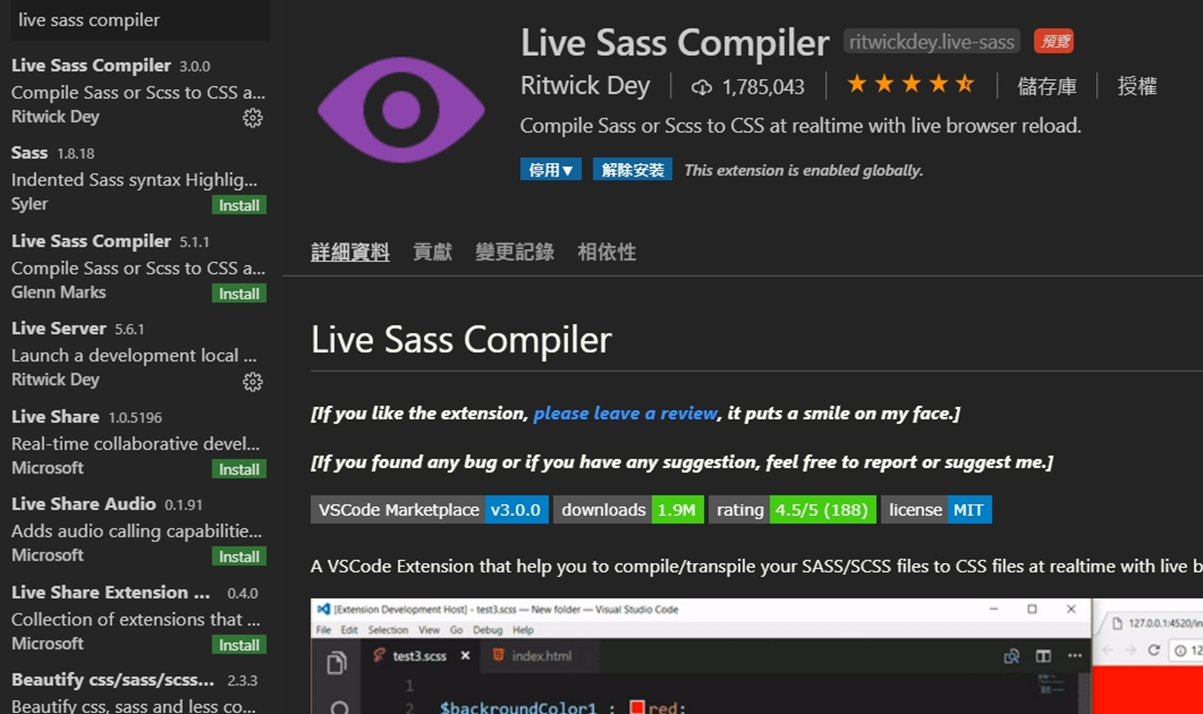 live sass compiler
Live Sass Compiler 3.0.0
Compile Sass or Scss to CSS a...
Ritwick Dey
Sass 1.8.18
Indented Sass syntax Highlig...
Syler
Install
Live Sass Compiler 5.1.1
Compile Sass or Scss to CSS a...
Glenn Marks
Install
Live Server 5.6.1
Launch a development local ...
Ritwick Dey
Live Share 1.0.5196
Real-time collaborative devel...
Microsoft
Install
Live Share Audio 0.1.91
Adds audio calling capabilitie...
Microsoft
Install
Live Share Extension ... 0.4.0
Collection of extensions that ...
Microsoft
Install
Beautify css/sass/scss... 2.3.3
Beautify css, sass and less co...
Live Sass Compiler ritwickdey.live-sass 預覽
Ritwick Dey 1,785,043 儲存庫 授權
Compile Sass or Scss to CSS at realtime with live browser reload.
停用▼ 解除安裝 This extension is enabled globally.
詳細資料 貢獻 變更記錄 相依性
Live Sass Compiler
[If you like the extension, please leave a review, it puts a smile on my face.]
[If you found any bug or if you have any suggestion, feel free to report or suggest me.]
VSCode Marketplace v3.0.0 downloads 1.9M rating 4.5/5 (188) license MIT
A VSCode Extension that help you to compile/transpile your SASS/SCSS files to CSS files at realtime with live b
[Extension Development Host] - test3.scss — New folder — Visual Studio Code
File Edit Selection View Go Debug Help
test3.scss index.html
1
2 $backroundColor1 : red;
127.0.0.1:4520/in
12